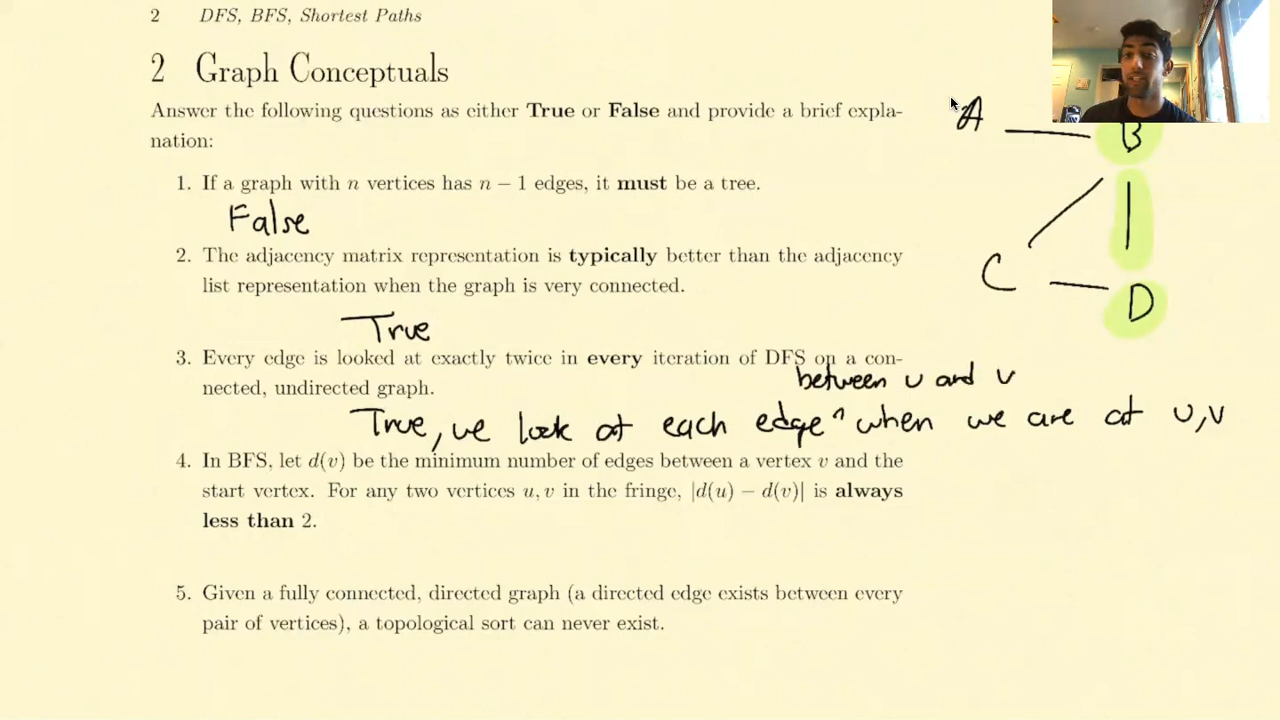 2 DFS, BFS, Shortest Paths
2 Graph Conceptuals
Answer the following questions as either True or False and provide a brief expla-
nation:
1. If a graph with n vertices has n − 1 edges, it must be a tree.
False
2. The adjacency matrix representation is typically better than the adjacency
list representation when the graph is very connected.
True
3. Every edge is looked at exactly twice in every iteration of DFS on a con-
nected, undirected graph.
between u and v
True, we look at each edge ^ when we are at u,v
4. In BFS, let d(v) be the minimum number of edges between a vertex v and the
start vertex. For any two vertices u, v in the fringe, |d(u) − d(v)| is always
less than 2.
5. Given a fully connected, directed graph (a directed edge exists between every
pair of vertices), a topological sort can never exist.
A
B
C
D